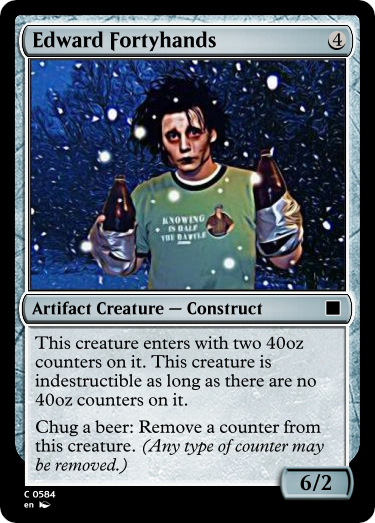 Edward Fortyhands
4
KNOWING
IS HALF
THE BATTLE
Artifact Creature — Construct
This creature enters with two 40oz
counters on it. This creature is
indestructible as long as there are no
40oz counters on it.
Chug a beer: Remove a counter from
this creature. (Any type of counter may
be removed.)
6/2
C 0584
en